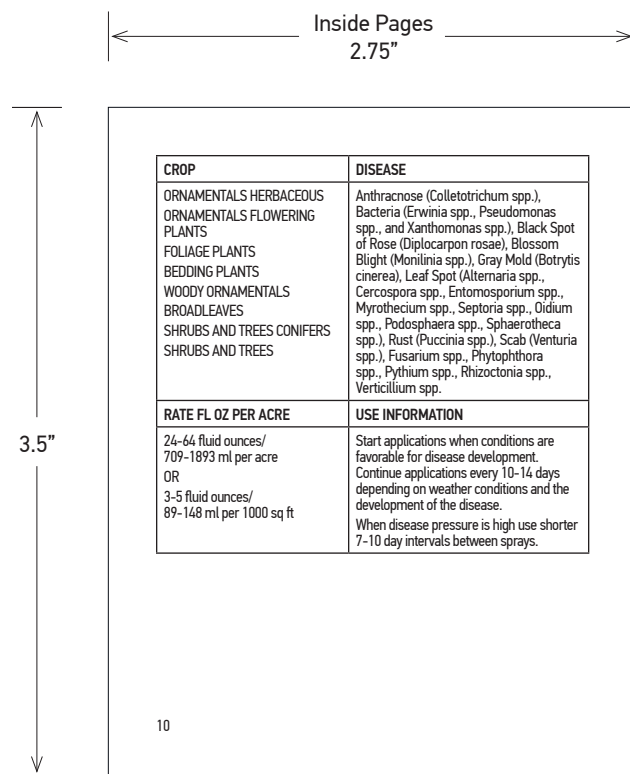 Inside Pages
2.75”
3.5”
CROP
ORNAMENTALS HERBACEOUS
ORNAMENTALS FLOWERING
PLANTS
FOLIAGE PLANTS
BEDDING PLANTS
WOODY ORNAMENTALS
BROADLEAVES
SHRUBS AND TREES CONIFERS
SHRUBS AND TREES
DISEASE
Anthracnose (Colletotrichum spp.),
Bacteria (Erwinia spp., Pseudomonas
spp., and Xanthomonas spp.), Black Spot
of Rose (Diplocarpon rosae), Blossom
Blight (Monilinia spp.), Gray Mold (Botrytis
cinerea), Leaf Spot (Alternaria spp.,
Cercospora spp., Entomosporium spp.,
Myrothecium spp., Septoria spp., Oidium
spp., Podosphaera spp., Sphaerotheca
spp.), Rust (Puccinia spp.), Scab (Venturia
spp.), Fusarium spp., Phytophthora
spp., Pythium spp., Rhizoctonia spp.,
Verticillium spp.
RATE FL OZ PER ACRE
24-64 fluid ounces/
709-1893 ml per acre
OR
3-5 fluid ounces/
89-148 ml per 1000 sq ft
USE INFORMATION
Start applications when conditions are
favorable for disease development.
Continue applications every 10-14 days
depending on weather conditions and the
development of the disease.
When disease pressure is high use shorter
7-10 day intervals between sprays.
10